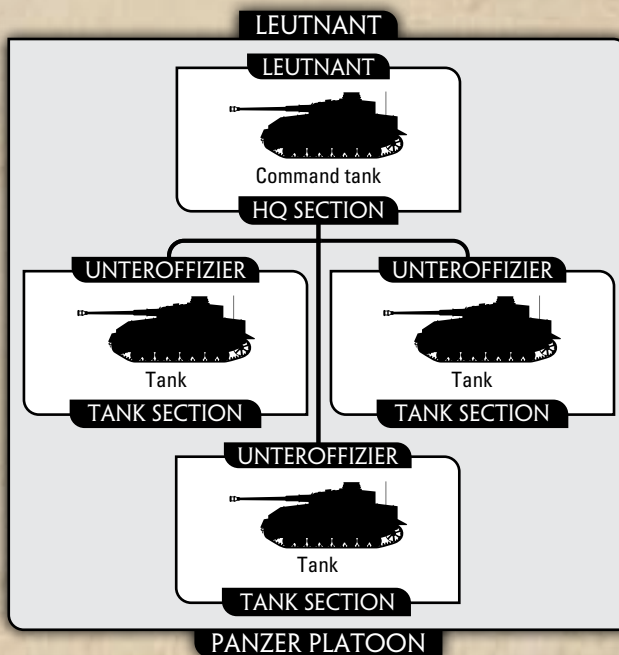 LEUTNANT
LEUTNANT
Command tank
HQ SECTION
UNTEROFFIZIER
Tank
TANK SECTION
UNTEROFFIZIER
Tank
TANK SECTION
UNTEROFFIZIER
Tank
TANK SECTION
PANZER PLATOON